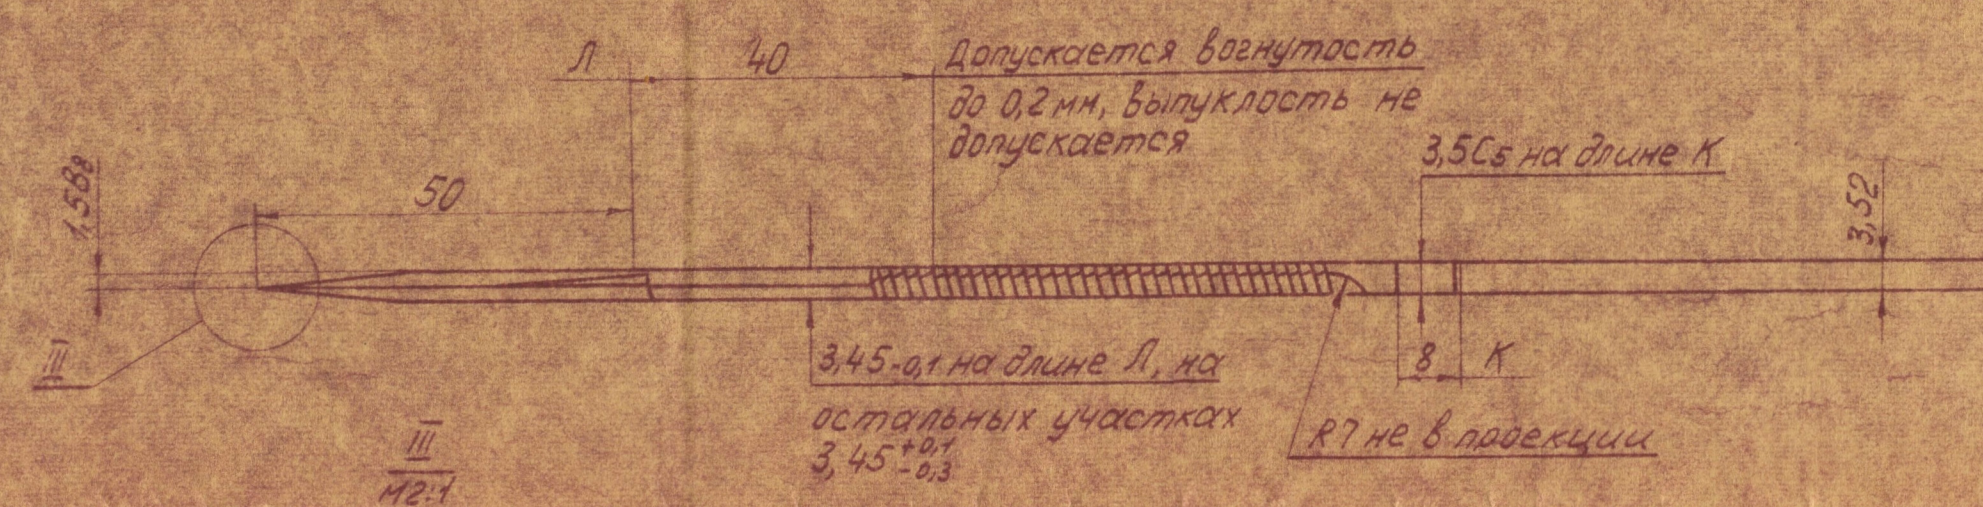 Л 40 Допускается вогнутость
до 0,2 мм, выпуклость не
допускается
3,5С5 на длине К
1,5В8
50
3,52
III
3,45-0,1 на длине Л, на
остальных участках
3,45 +0,1 -0,3
8 К
R7 не в проекции
III
М2:1